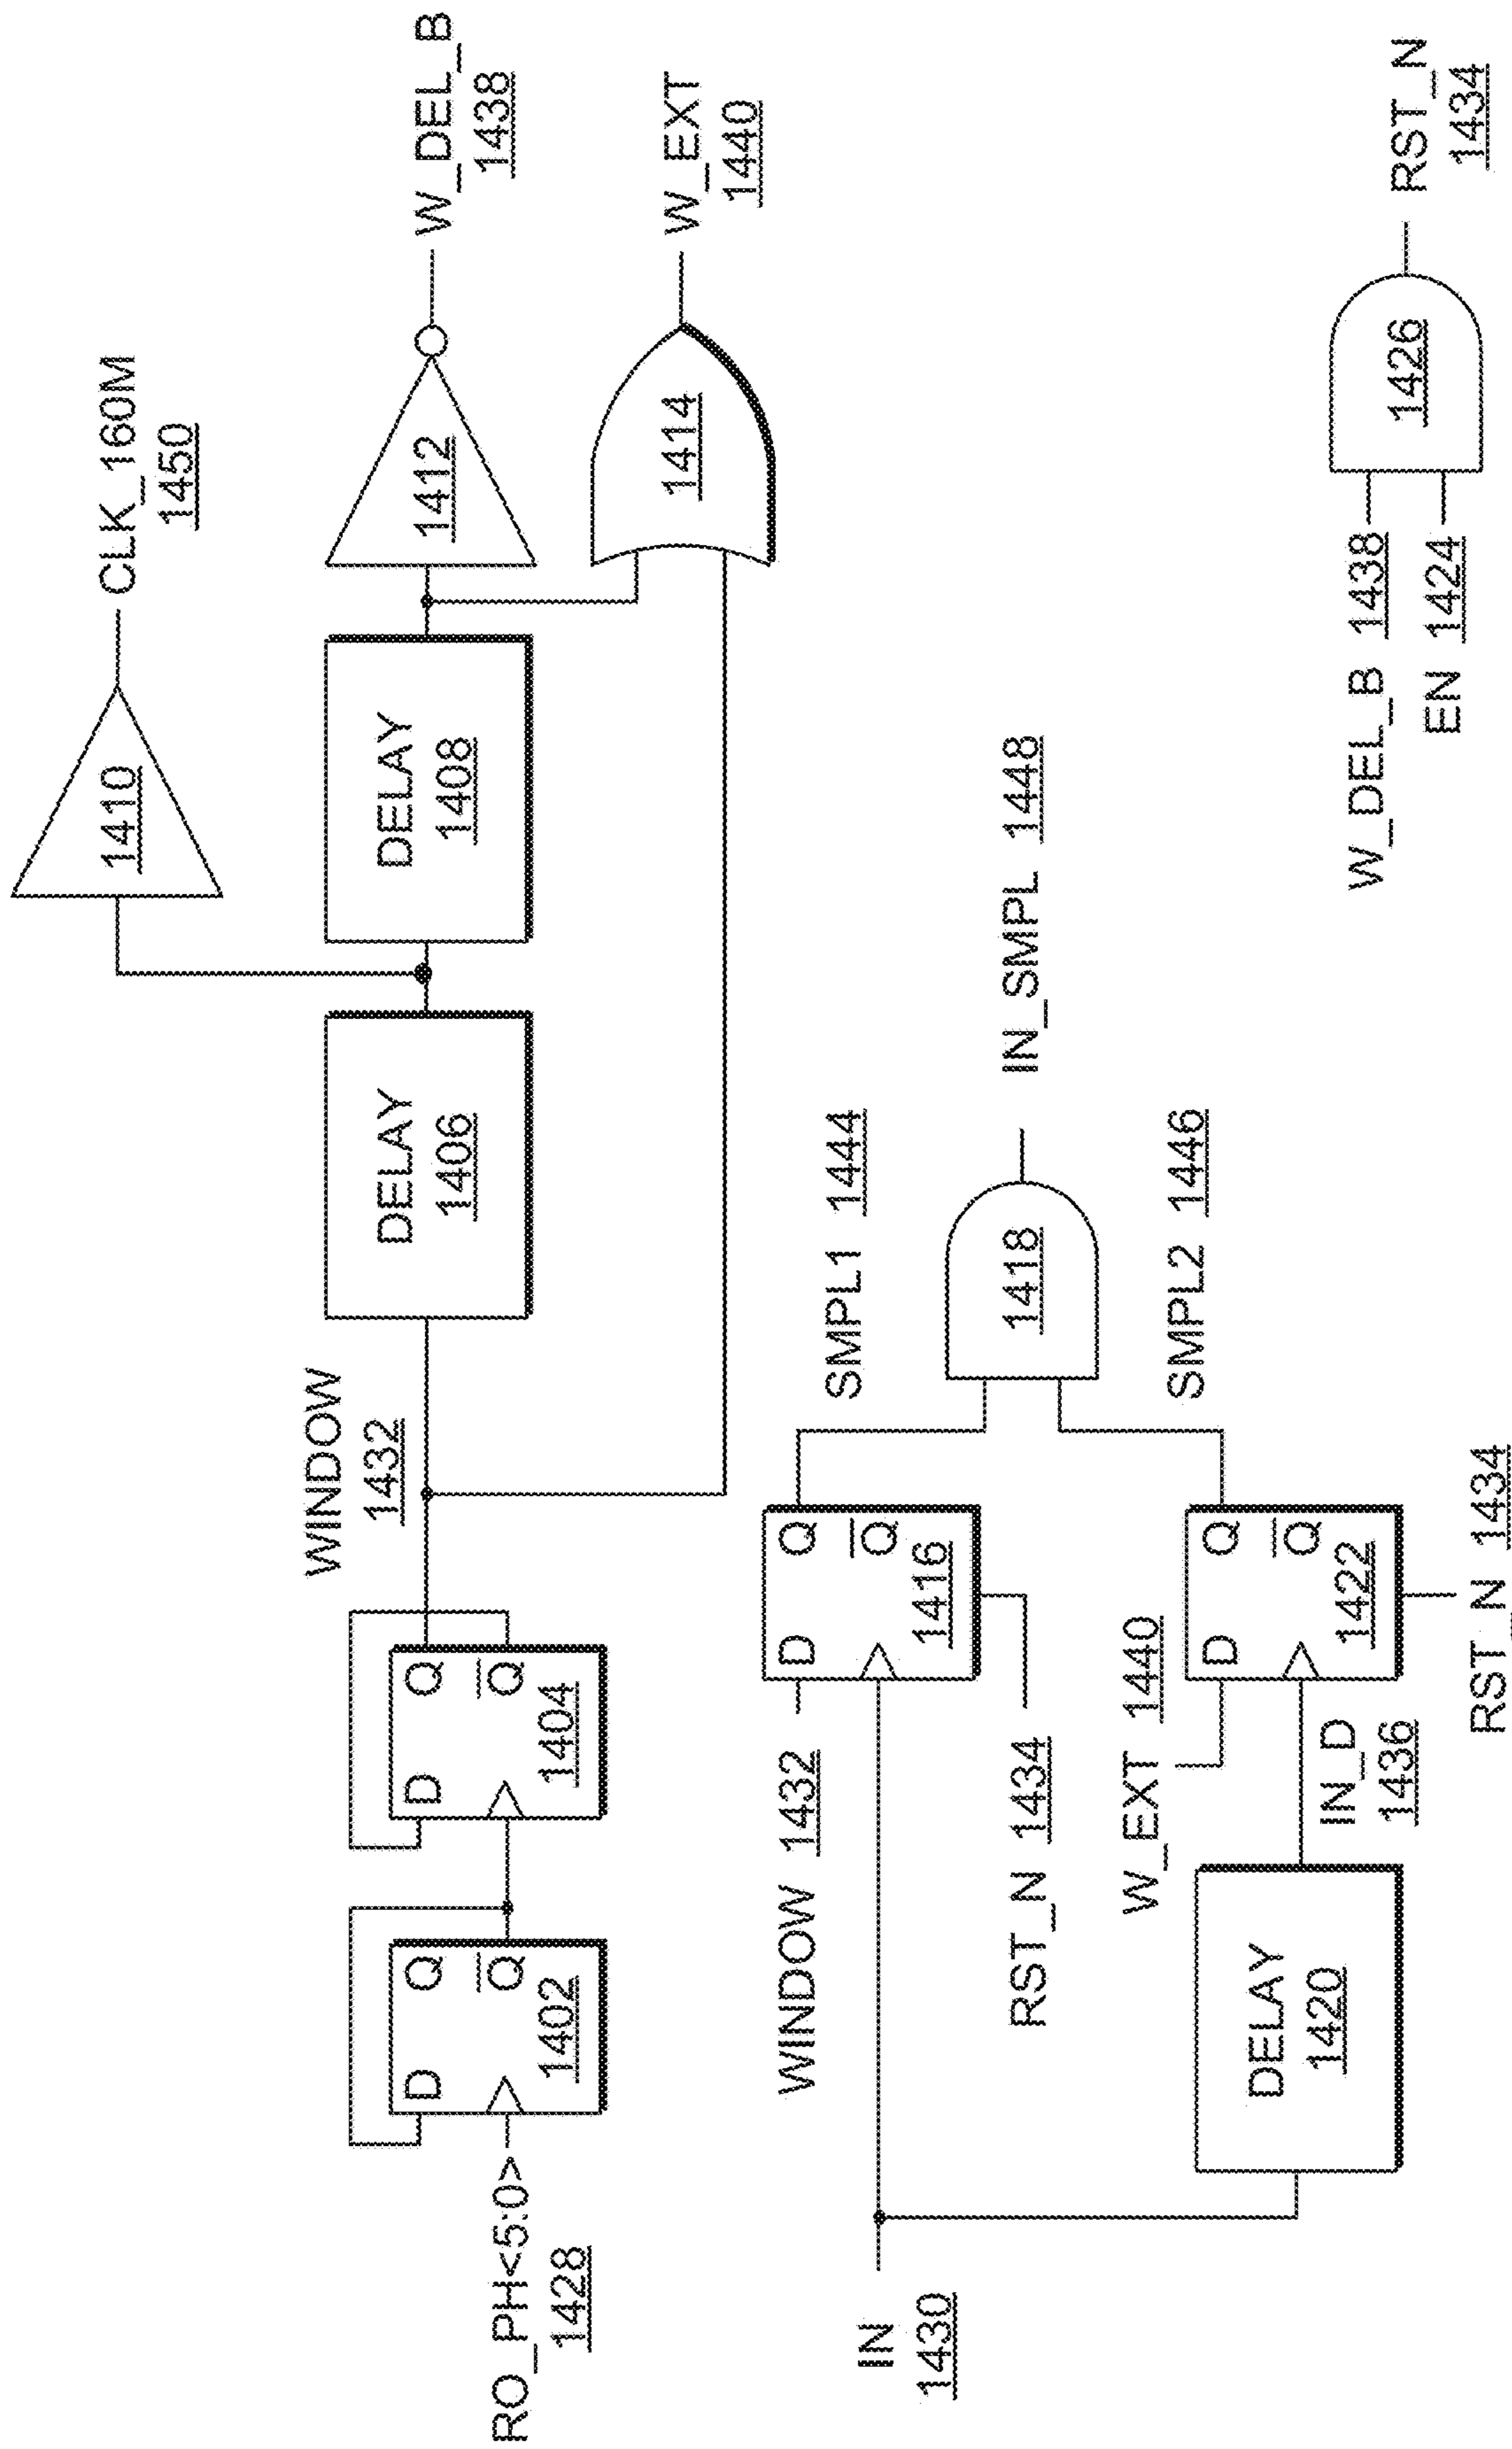 CLK_160M
1450
1410
WINDOW
1432
D
Q
Q
1402
D
Q
Q
1404
DELAY
1406
DELAY
1408
1412
W_DEL_B
1438
RO_PH<5:0>
1428
1414
W_EXT
1440
WINDOW 1432
D
Q
Q
1416
SMPL1 1444
IN
1430
RST_N 1434
1418
IN_SMPL 1448
W_EXT 1440
D
Q
Q
1422
SMPL2 1446
DELAY
1420
IN_D
1436
RST_N 1434
W_DEL_B 1438
EN 1424
1426
RST_N
1434